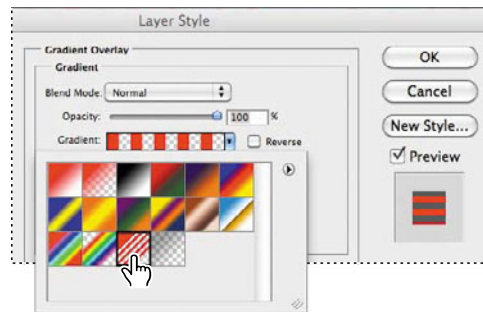 Layer Style
Gradient Overlay
Gradient
Blend Mode: Normal
Opacity: 100 %
Gradient: Reverse
OK
Cancel
New Style...
Preview